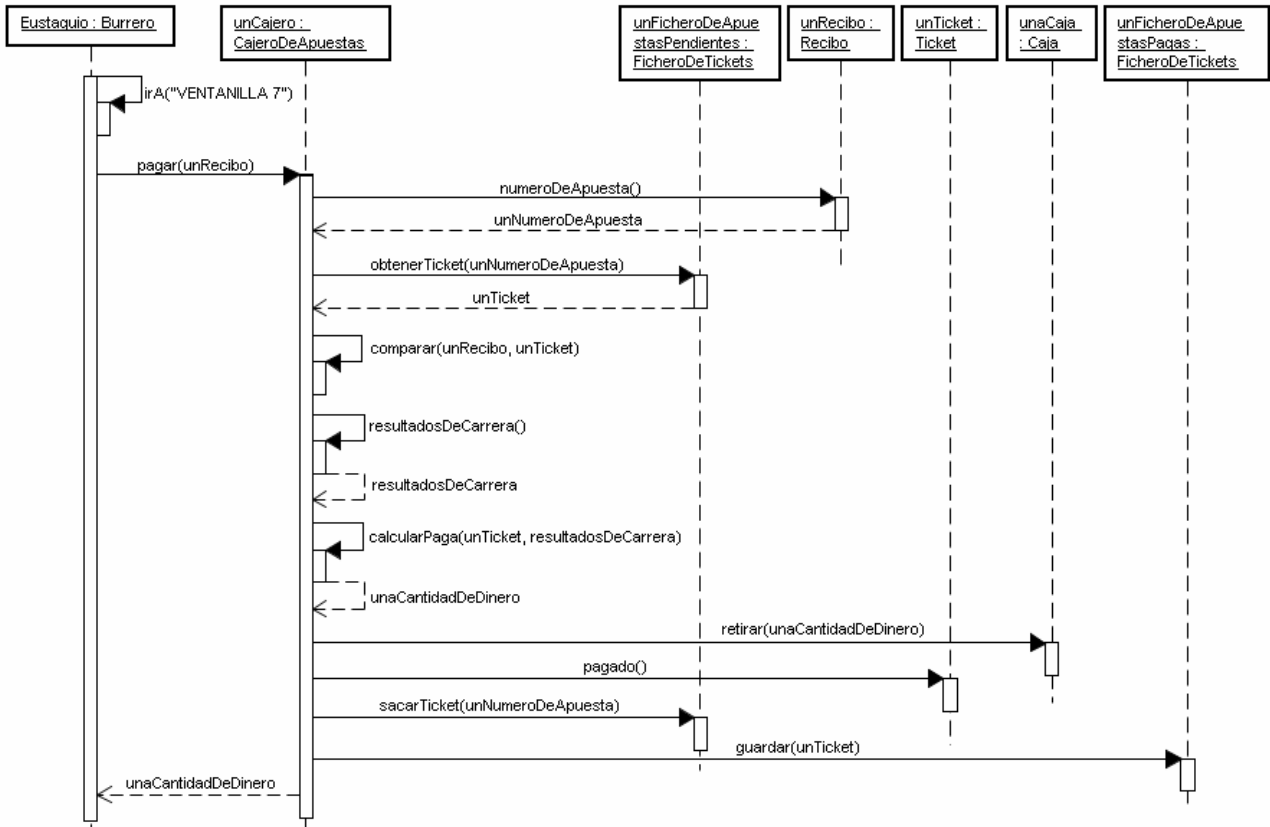 Eustaquio : Burrero
unCajero :
CajeroDeApuestas
unFicheroDeApue
stasPendientes :
FicheroDeTickets
unRecibo :
Recibo
unTicket :
Ticket
unaCaja
: Caja
unFicheroDeApue
stasPagas :
FicheroDeTickets
irA("VENTANILLA 7")
pagar(unRecibo)
numeroDeApuesta()
unNumeroDeApuesta
obtenerTicket(unNumeroDeApuesta)
unTicket
comparar(unRecibo, unTicket)
resultadosDeCarrera()
resultadosDeCarrera
calcularPaga(unTicket, resultadosDeCarrera)
unaCantidadDeDinero
retirar(unaCantidadDeDinero)
pagado()
sacarTicket(unNumeroDeApuesta)
guardar(unTicket)
unaCantidadDeDinero